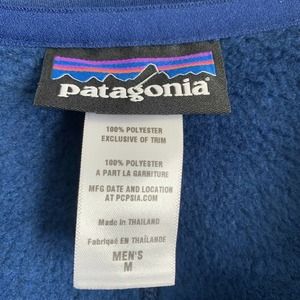 patagonia
100% POLYESTER
EXCLUSIVE OF TRIM
100% POLYESTER
A PART LA GARNITURE
MFG DATE AND LOCATION
AT PCPSIA.COM
Made in THAILAND
Fabriqué EN THAÏLANDE
MEN'S
M